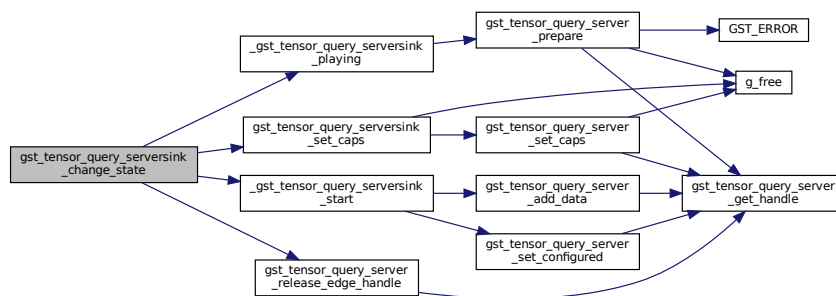 gst_tensor_query_serversink
_change_state
_gst_tensor_query_serversink
_playing
gst_tensor_query_serversink
_set_caps
_gst_tensor_query_serversink
_start
gst_tensor_query_server
_release_edge_handle
gst_tensor_query_server
_prepare
gst_tensor_query_server
_set_caps
gst_tensor_query_server
_add_data
gst_tensor_query_server
_set_configured
GST_ERROR
g_free
gst_tensor_query_server
_get_handle